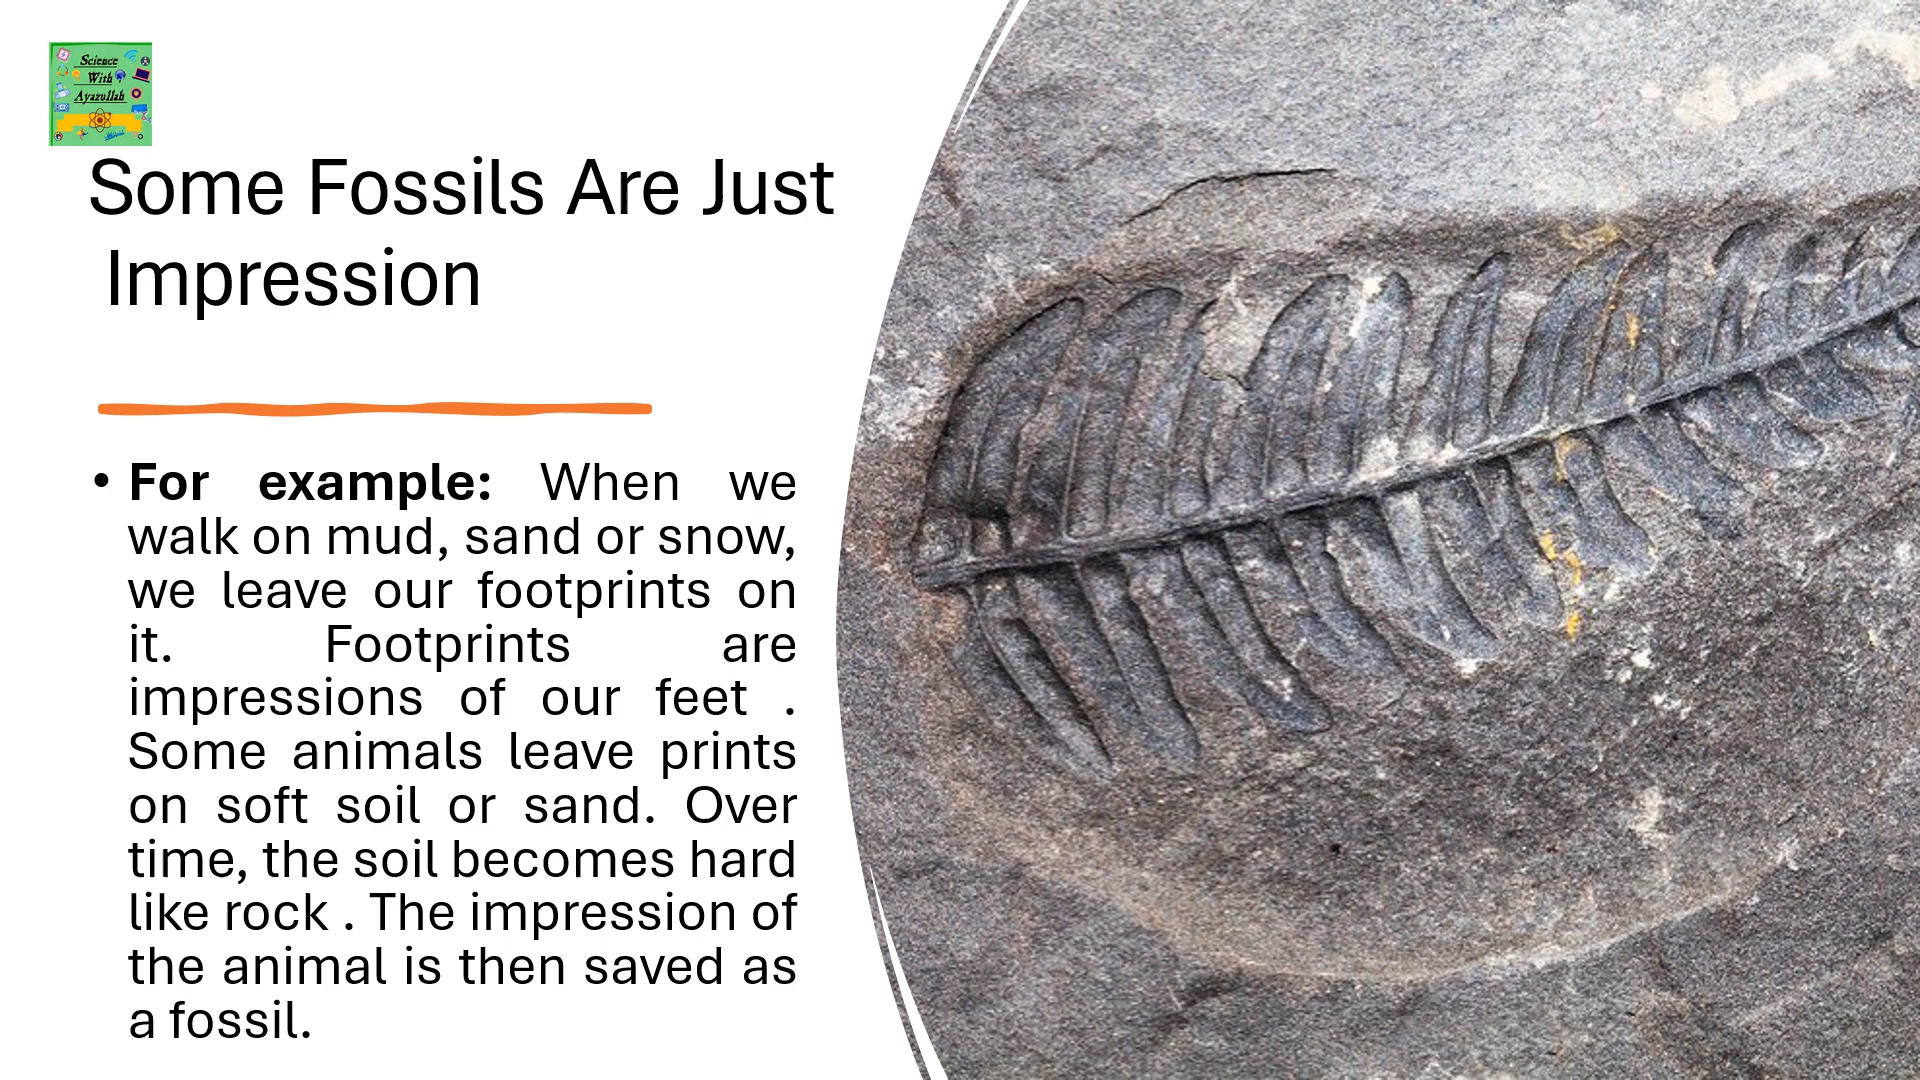 Science
With
Ayazullah
Some Fossils Are Just
Impression
• For example: When we
walk on mud, sand or snow,
we leave our footprints on
it. Footprints are
impressions of our feet .
Some animals leave prints
on soft soil or sand. Over
time, the soil becomes hard
like rock . The impression of
the animal is then saved as
a fossil.